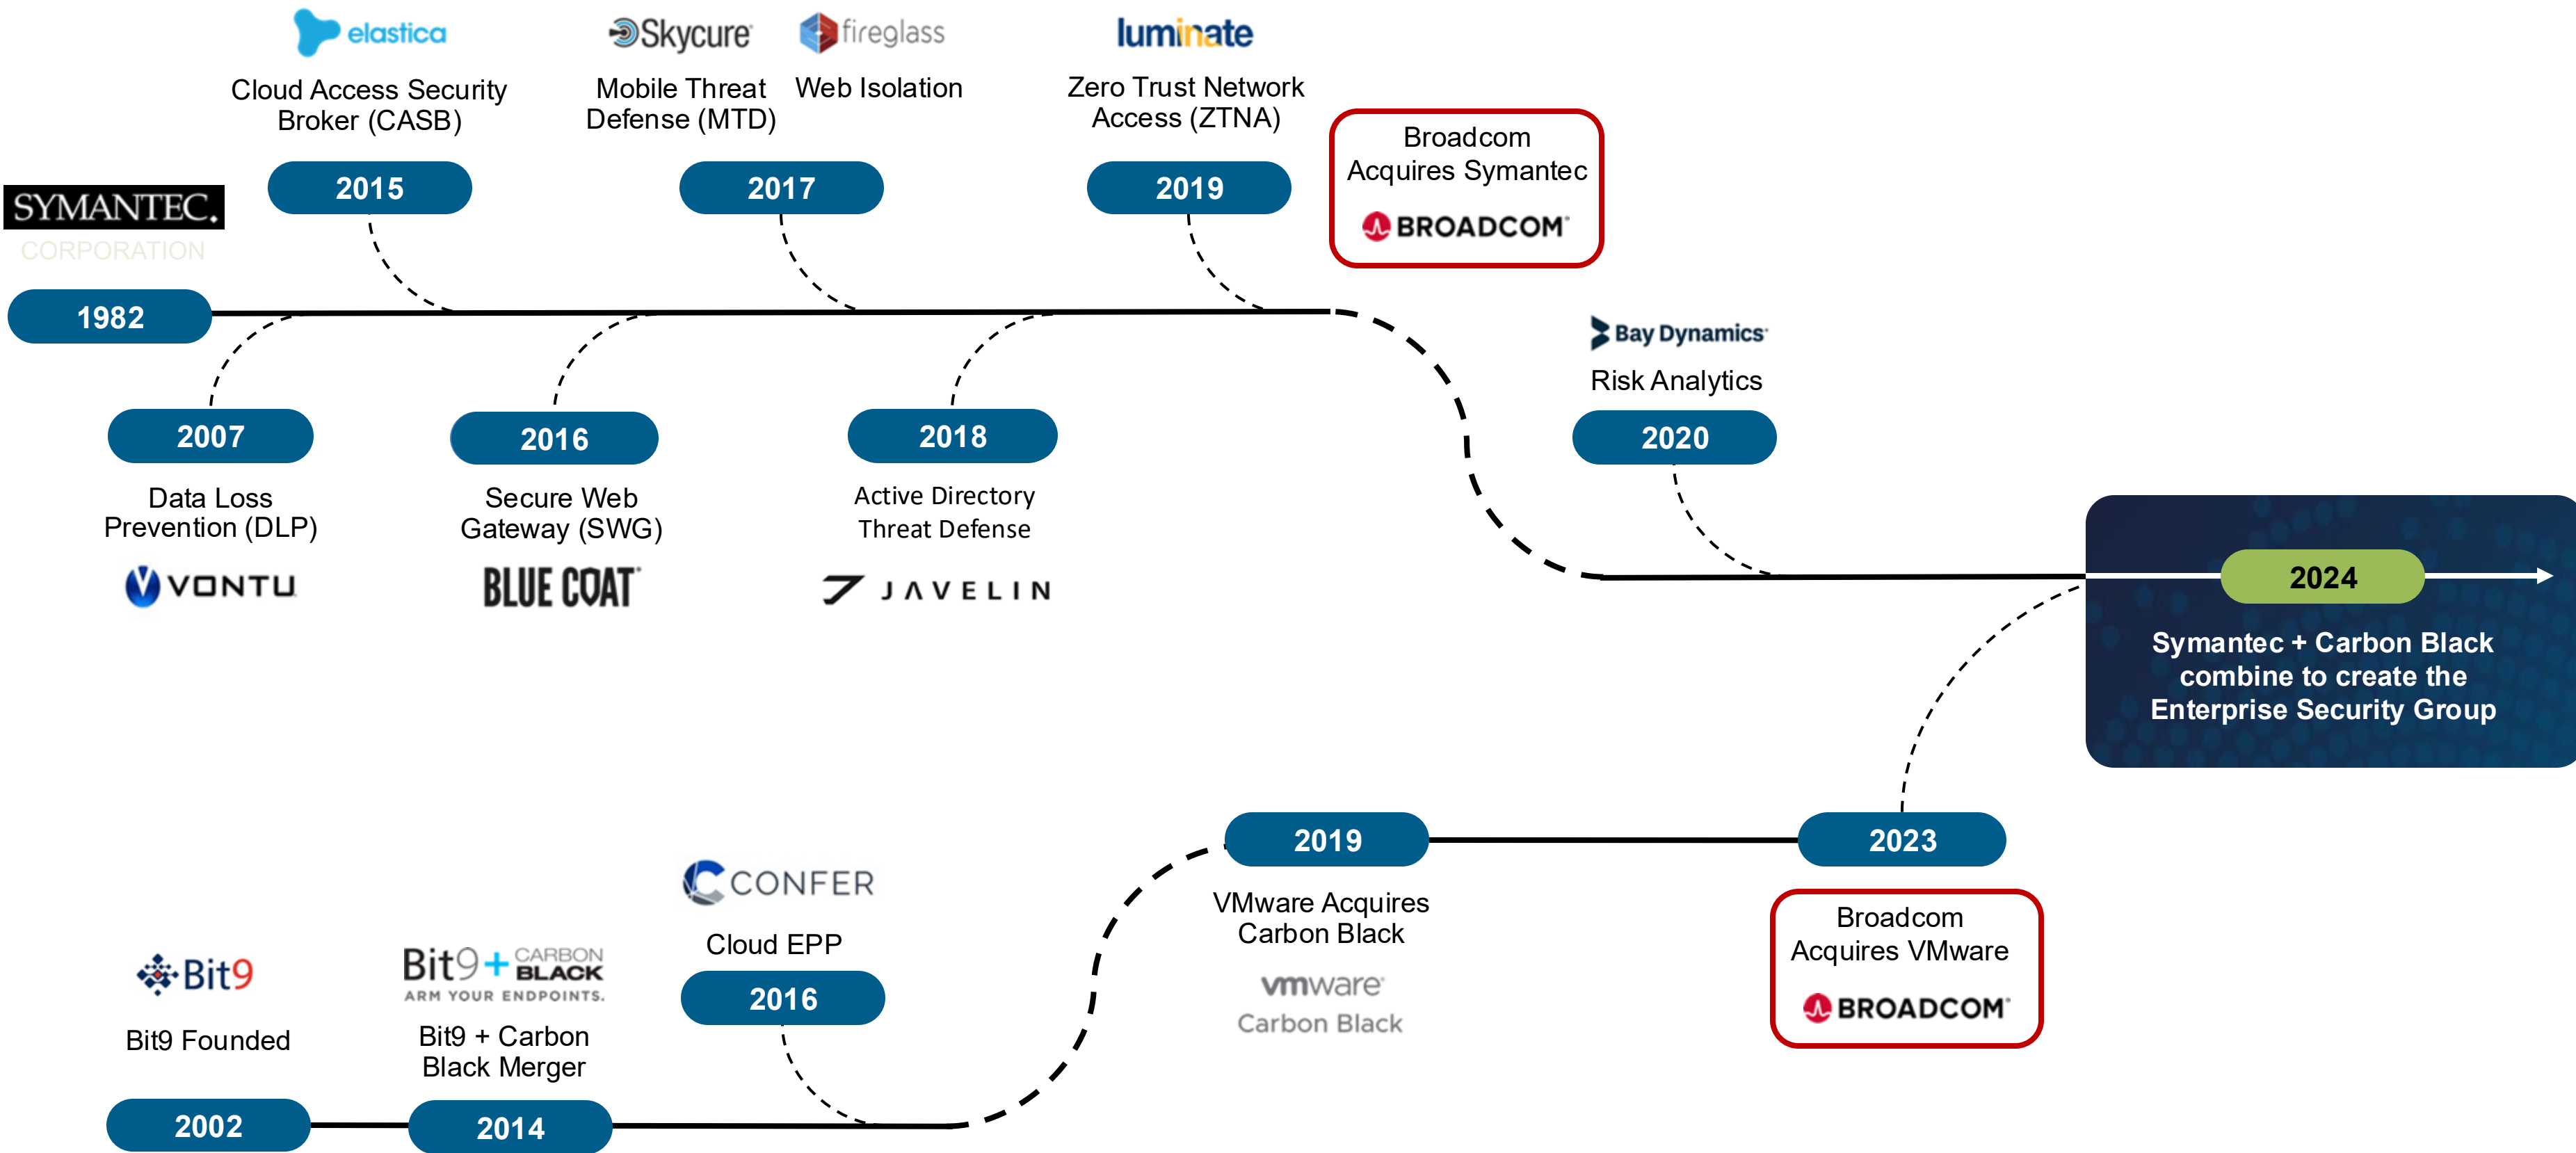 elastica
Cloud Access Security
Broker (CASB)
2015
Skycure
Mobile Threat
Defense (MTD)
fireglass
Web Isolation
2017
luminate
Zero Trust Network
Access (ZTNA)
2019
Broadcom
Acquires Symantec
BROADCOM
SYMANTEC.
CORPORATION
1982
2007
Data Loss
Prevention (DLP)
VONTU
2016
Secure Web
Gateway (SWG)
BLUE COAT
2018
Active Directory
Threat Defense
JAVELIN
Bay Dynamics
Risk Analytics
2020
2024
Symantec + Carbon Black
combine to create the
Enterprise Security Group
Bit9
Bit9 Founded
2002
Bit9 + CARBON
BLACK
ARM YOUR ENDPOINTS.
Bit9 + Carbon
Black Merger
2014
CONFER
Cloud EPP
2016
2019
VMware Acquires
Carbon Black
vmware
Carbon Black
2023
Broadcom
Acquires VMware
BROADCOM